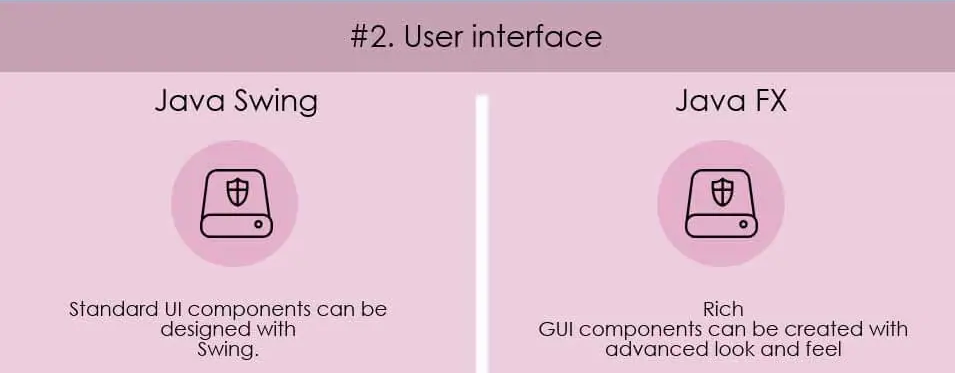 #2. User interface
Java Swing
Standard UI components can be
designed with
Swing.
Java FX
Rich
GUI components can be created with
advanced look and feel